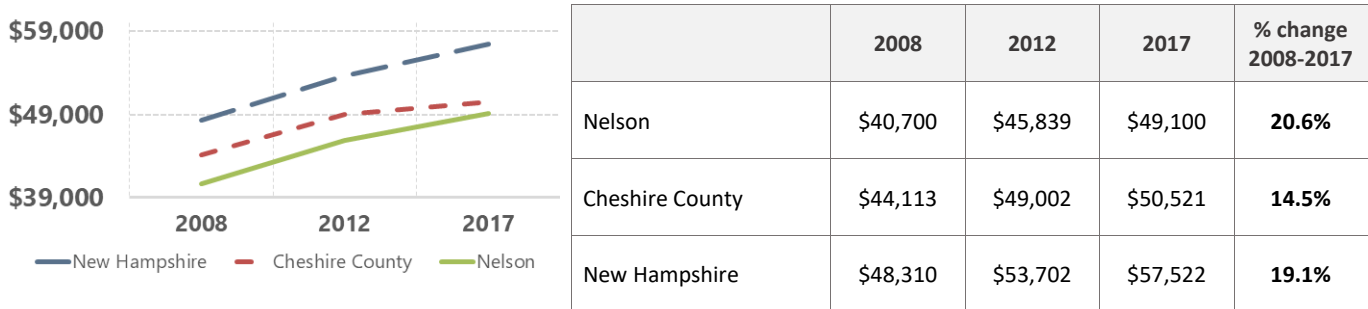 $59,000
$49,000
$39,000
2008 2012 2017
New Hampshire Cheshire County Nelson
2008 2012 2017 % change
2008-2017
Nelson $40,700 $45,839 $49,100 20.6%
Cheshire County $44,113 $49,002 $50,521 14.5%
New Hampshire $48,310 $53,702 $57,522 19.1%